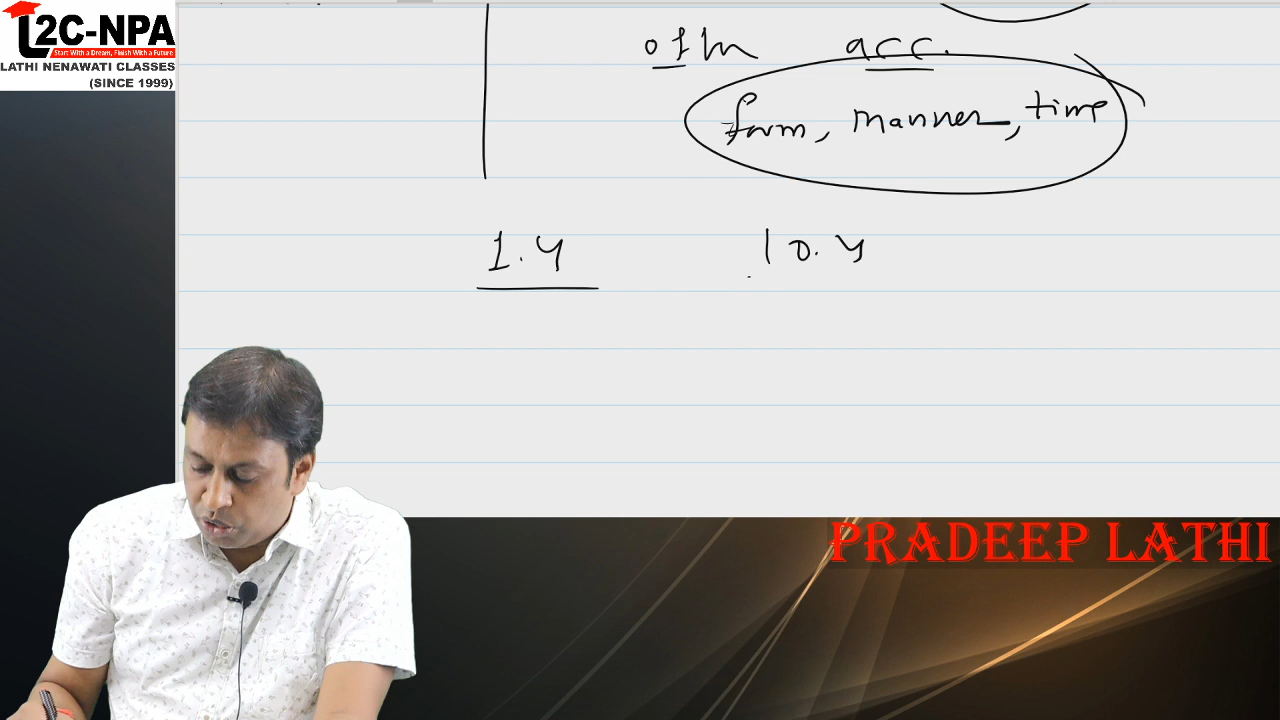 L2C-NPA
Start With a Dream, Finish With a Future
LATHI NENAWATI CLASSES
(SINCE 1999)
acc.
form, manner, time
1.4
10.4
PRADEEP LATHI